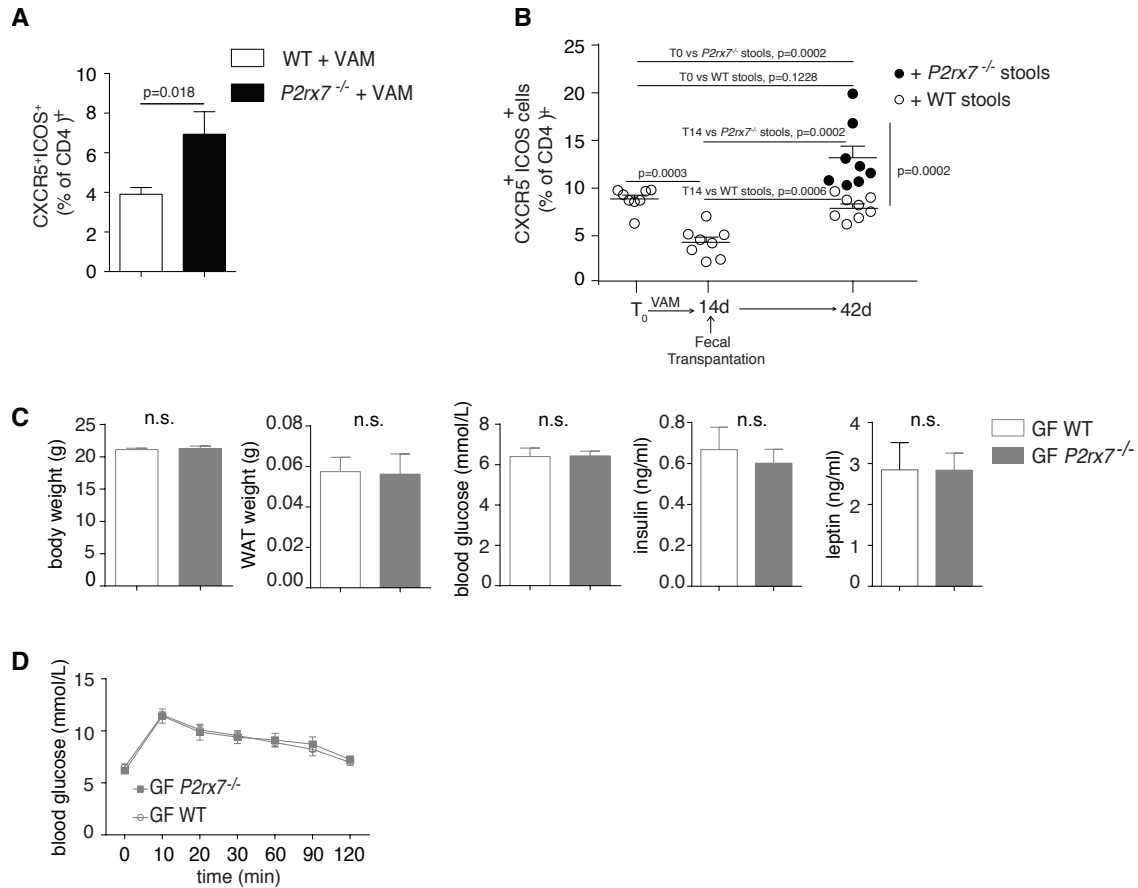 A
WT + VAM
P2rx7 -/- + VAM
p=0.018
CXCR5+ICOS+
(% of CD4 )+
10
8
6
4
2
0
B
CXCR5 + ICOS + cells
(% of CD4 )+
25
20
15
10
5
0
T0 vs P2rx7-/- stools, p=0.0002
T0 vs WT stools, p=0.1228
T14 vs P2rx7-/- stools, p=0.0002
p=0.0003
T14 vs WT stools, p=0.0006
p=0.0002
+ P2rx7 -/- stools
+ WT stools
T0 VAM 14d 42d
Fecal
Transpantation
C
n.s.
body weight (g)
25
20
15
10
5
0
n.s.
WAT weight (g)
0.08
0.06
0.04
0.02
0.00
n.s.
blood glucose (mmol/L)
8
6
4
2
0
n.s.
insulin (ng/ml)
0.8
0.6
0.4
0.2
0.0
n.s.
leptin (ng/ml)
4
3
2
1
0
GF WT
GF P2rx7-/-
D
blood glucose (mmol/L)
15
10
5
0
GF P2rx7-/-
GF WT
0 10 20 30 60 90 120
time (min)